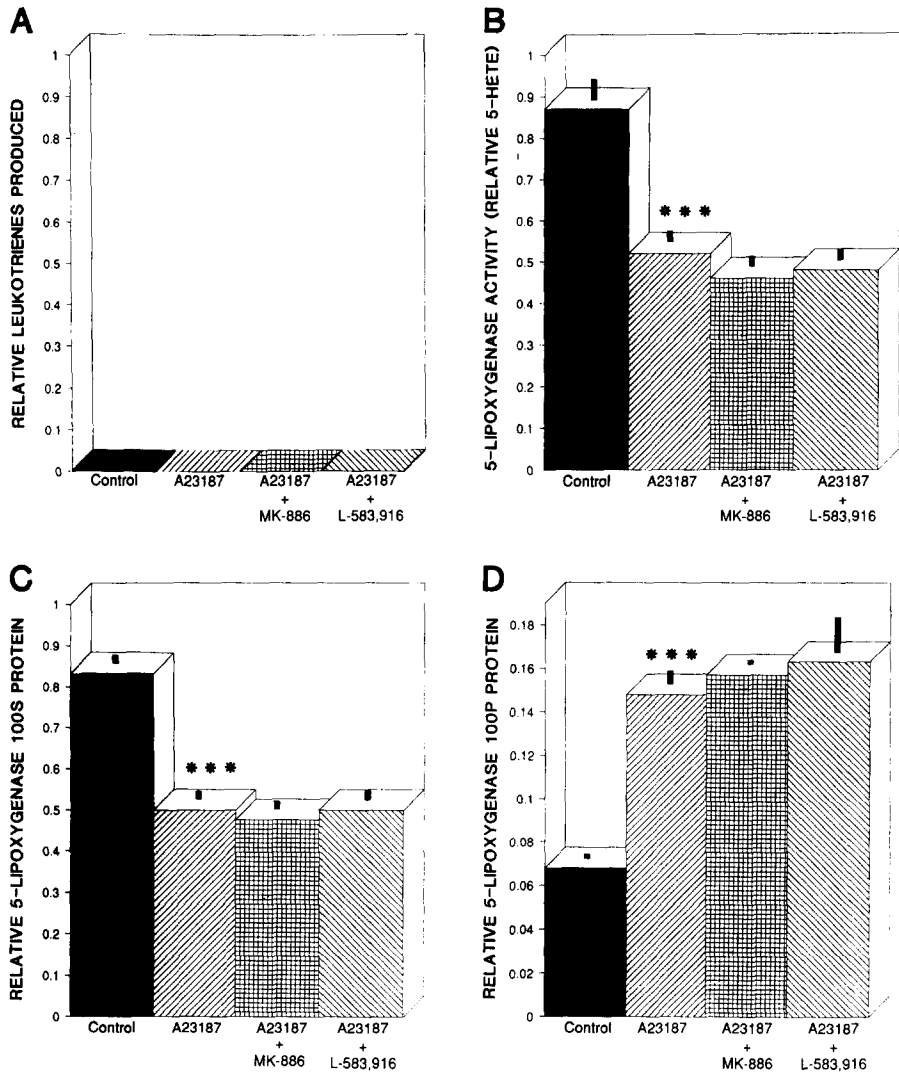 A
RELATIVE LEUKOTRIENES PRODUCED
1
0.9
0.8
0.7
0.6
0.5
0.4
0.3
0.2
0.1
0
Control
A23187
A23187
+
MK-886
A23187
+
L-583,916
B
5-LIPOXYGENASE ACTIVITY (RELATIVE 5-HETE)
1
0.9
0.8
0.7
0.6
0.5
0.4
0.3
0.2
0.1
0
***
Control
A23187
A23187
+
MK-886
A23187
+
L-583,916
C
RELATIVE 5-LIPOXYGENASE 100S PROTEIN
1
0.9
0.8
0.7
0.6
0.5
0.4
0.3
0.2
0.1
0
***
Control
A23187
A23187
+
MK-886
A23187
+
L-583,916
D
RELATIVE 5-LIPOXYGENASE 100P PROTEIN
0.18
0.16
0.14
0.12
0.1
0.08
0.06
0.04
0.02
0
***
Control
A23187
A23187
+
MK-886
A23187
+
L-583,916